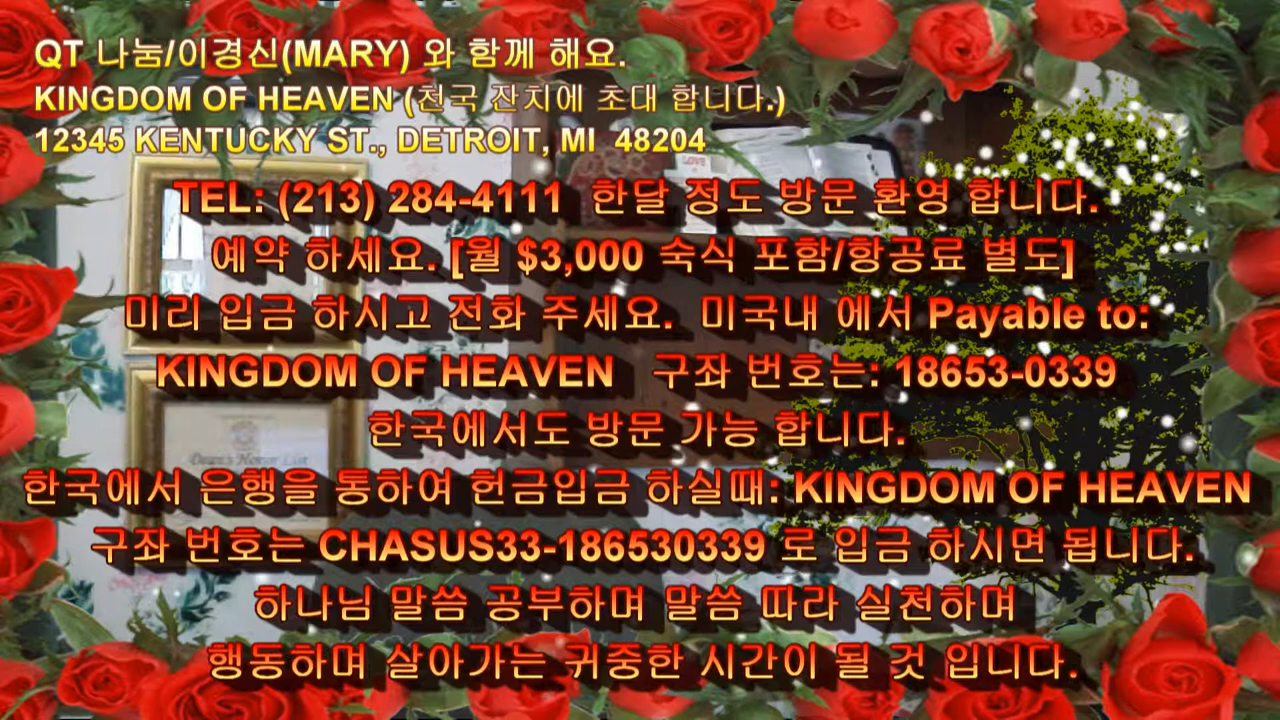 QT 나눔/이경신(MARY) 와 함께 해요.
KINGDOM OF HEAVEN (천국 잔치에 초대 합니다.)
12345 KENTUCKY ST., DETROIT, MI 48204
LOVE
TEL: (213) 284-4111 한달 정도 방문 환영 합니다.
예약 하세요. [월 $3,000 숙식 포함/항공료 별도]
미리 입금 하시고 전화 주세요. 미국내 에서 Payable to:
KINGDOM OF HEAVEN 구좌 번호는: 18653-0339
한국에서도 방문 가능 합니다.
Dean's Honor List
한국에서 은행을 통하여 헌금입금 하실때: KINGDOM OF HEAVEN
구좌 번호는 CHASUS33-186530339 로 입금 하시면 됩니다.
하나님 말씀 공부하며 말씀 따라 실천하며
행동하며 살아가는 귀중한 시간이 될 것 입니다.